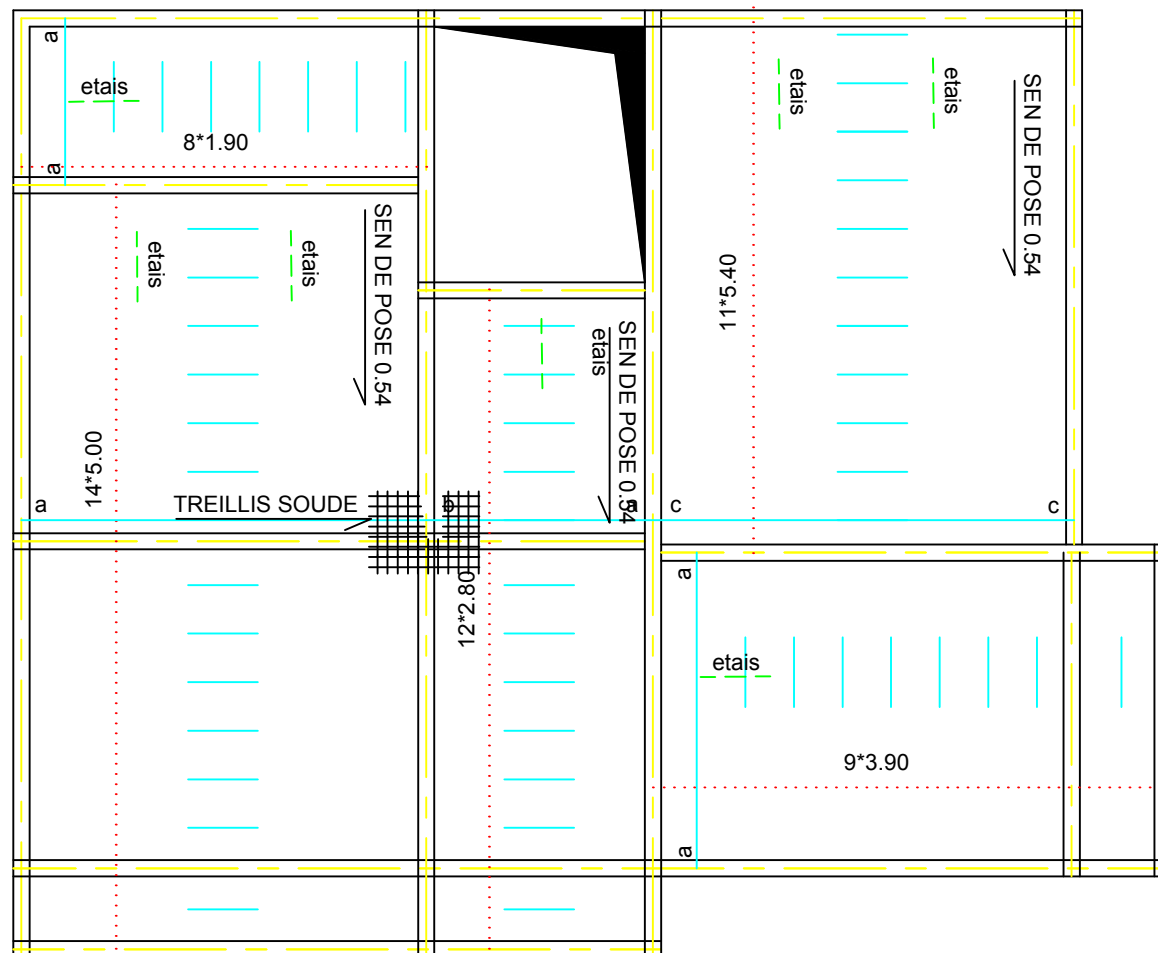 a
etais
8*1.90
a
etais
etais
SEN DE POSE 0.54
etais
etais
SEN DE POSE 0.54
11*5.40
SEN DE POSE 0.54
etais
14*5.00
a
TREILLIS SOUDE
b
a
c
c
12*2.80
a
etais
9*3.90
a